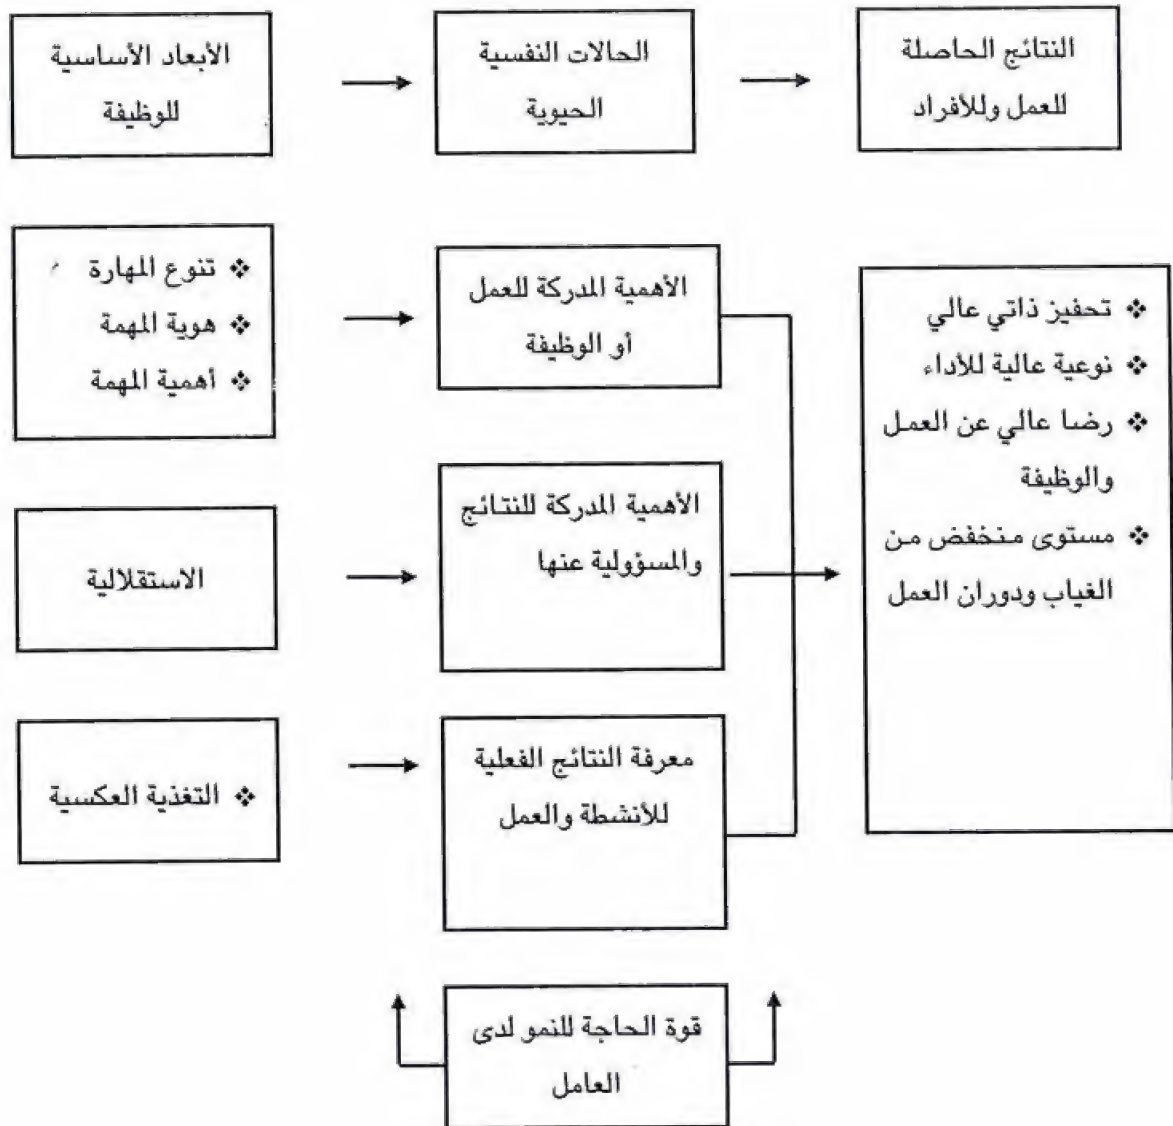 الأبعاد الأساسية
للوظيفة
الحالات النفسية
الحيوية
النتائج الحاصلة
للعمل وللأفراد
❖ تنوع المهارة
❖ هوية المهمة
❖ أهمية المهمة
الأهمية المدركة للعمل
أو الوظيفة
❖ تحفيز ذاتي عالي
❖ نوعية عالية للأداء
❖ رضا عالي عن العمل
والوظيفة
❖ مستوى منخفض من
الغياب ودوران العمل
الاستقلالية
الأهمية المدركة للنتائج
والمسؤولية عنها
❖ التغذية العكسية
معرفة النتائج الفعلية
للأنشطة والعمل
قوة الحاجة للنمو لدى
العامل